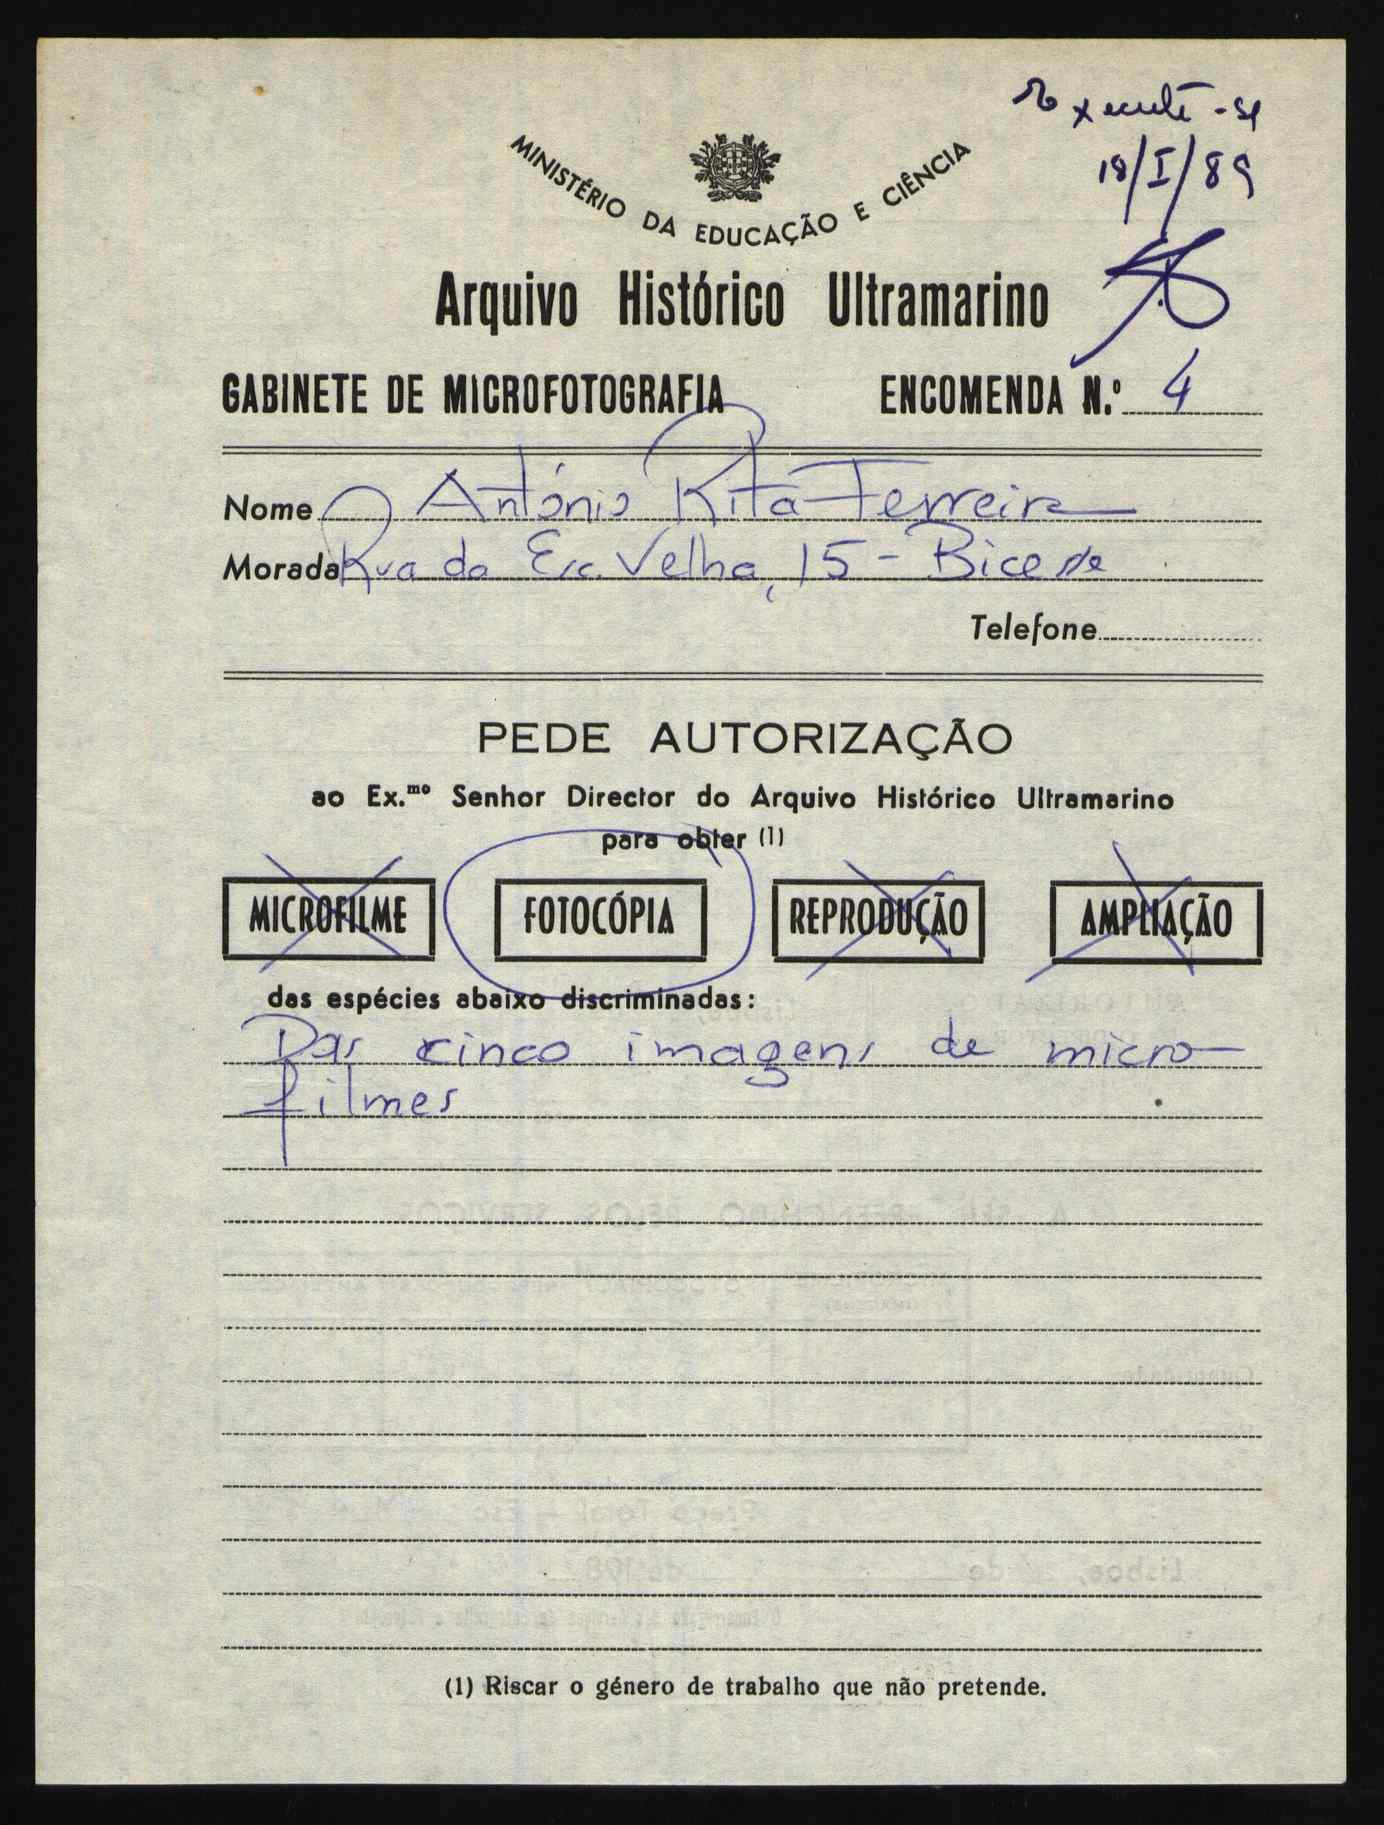 Execute-se
18/I/89
MINISTÉRIO DA EDUCAÇÃO E CIÊNCIA
Arquivo Histórico Ultramarino
GABINETE DE MICROFOTOGRAFIA ENCOMENDA N.º 4
Nome António Rita-Ferreira
Morada Rua da Esc. Velha, 15 - Bicesse
Telefone
PEDE AUTORIZAÇÃO
ao Ex.mo Senhor Director do Arquivo Histórico Ultramarino
para obter (1)
MICROFILME FOTOCÓPIA REPRODUÇÃO AMPLIAÇÃO
das espécies abaixo discriminadas:
Das cinco imagens de micro-
filmes
(1) Riscar o género de trabalho que não pretende.